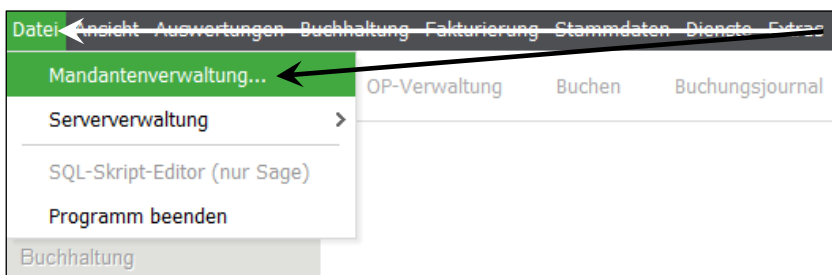 Datei Ansicht Auswertungen Buchhaltung Fakturierung Stammdaten Dienste Extras
Mandantenverwaltung...
OP-Verwaltung Buchen Buchungsjournal
Serververwaltung
SQL-Skript-Editor (nur Sage)
Programm beenden
Buchhaltung